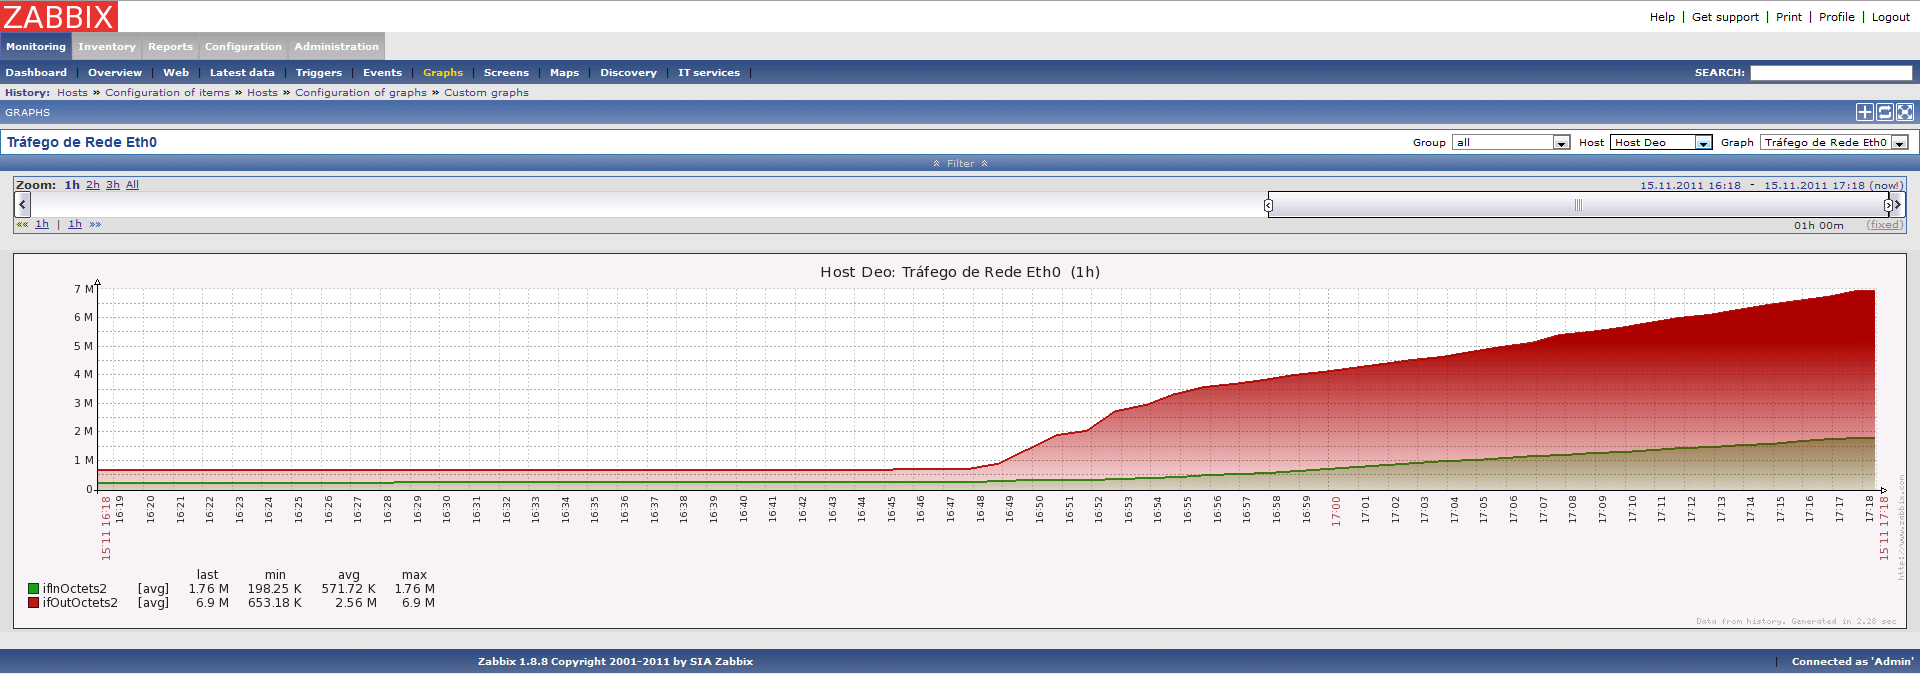 ZABBIX
Help | Get support | Print | Profile | Logout
Monitoring Inventory Reports Configuration Administration
Dashboard | Overview | Web | Latest data | Triggers | Events | Graphs | Screens | Maps | Discovery | IT services |
SEARCH:
History: Hosts » Configuration of items » Hosts » Configuration of graphs » Custom graphs
GRAPHS
Tráfego de Rede Eth0
Group all Host Host Deo Graph Tráfego de Rede Eth0
Filter
Zoom: 1h 2h 3h All
15.11.2011 16:18 - 15.11.2011 17:18 (now!)
«« 1h | 1h »»
01h 00m (fixed)
Host Deo: Tráfego de Rede Eth0 (1h)
7 M
6 M
5 M
4 M
3 M
2 M
1 M
0
15.11 16:18 16:19 16:20 16:21 16:22 16:23 16:24 16:25 16:26 16:27 16:28 16:29 16:30 16:31 16:32 16:33 16:34 16:35 16:36 16:37 16:38 16:39 16:40 16:41 16:42 16:43 16:44 16:45 16:46 16:47 16:48 16:49 16:50 16:51 16:52 16:53 16:54 16:55 16:56 16:57 16:58 16:59 17:00 17:01 17:02 17:03 17:04 17:05 17:06 17:07 17:08 17:09 17:10 17:11 17:12 17:13 17:14 17:15 17:16 17:17 17:18 15.11 17:18
http://www.zabbix.com
last min avg max
ifInOctets2 [avg] 1.76 M 198.25 K 571.72 K 1.76 M
ifOutOctets2 [avg] 6.9 M 653.18 K 2.56 M 6.9 M
Data from history. Generated in 2.28 sec
Zabbix 1.8.8 Copyright 2001-2011 by SIA Zabbix
| Connected as 'Admin'